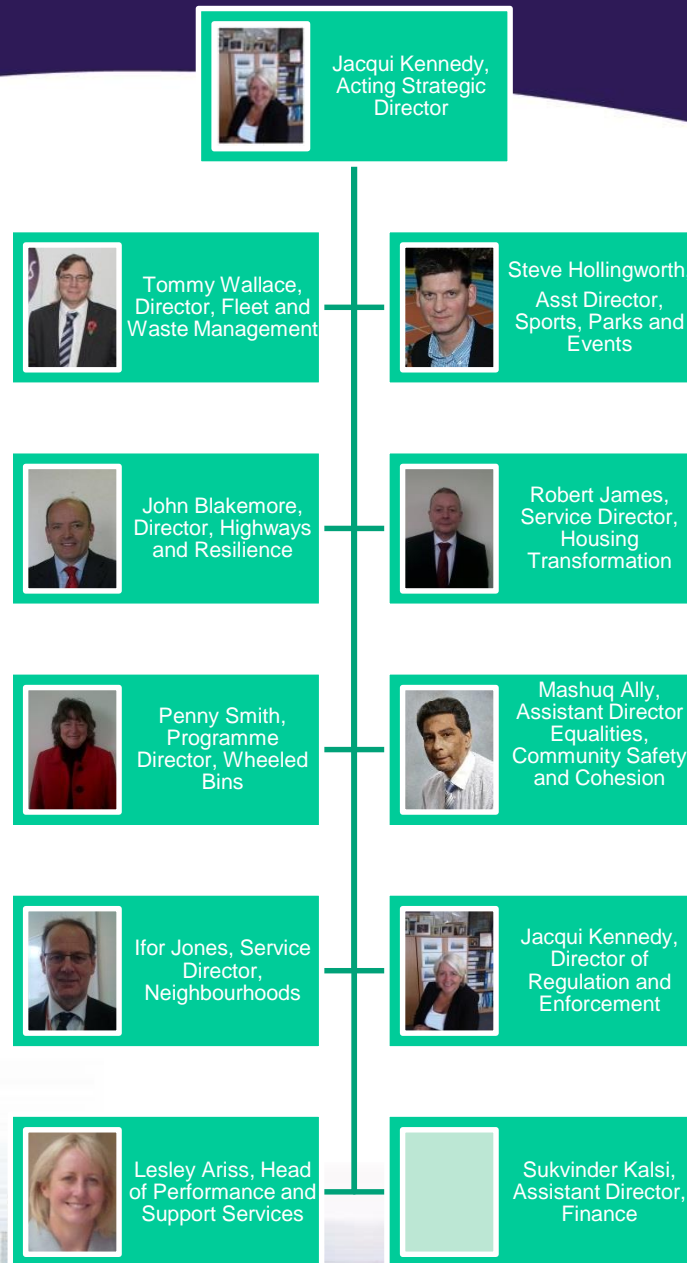 Jacqui Kennedy,
Acting Strategic
Director
Tommy Wallace,
Director, Fleet and
Waste Management
Steve Hollingworth
Asst Director,
Sports, Parks and
Events
John Blakemore,
Director, Highways
and Resilience
Robert James,
Service Director,
Housing
Transformation
Penny Smith,
Programme
Director, Wheeled
Bins
Mashuq Ally,
Assistant Director
Equalities,
Community Safety
and Cohesion
Ifor Jones, Service
Director,
Neighbourhoods
Jacqui Kennedy,
Director of
Regulation and
Enforcement
Lesley Ariss, Head
of Performance and
Support Services
Sukvinder Kalsi,
Assistant Director,
Finance